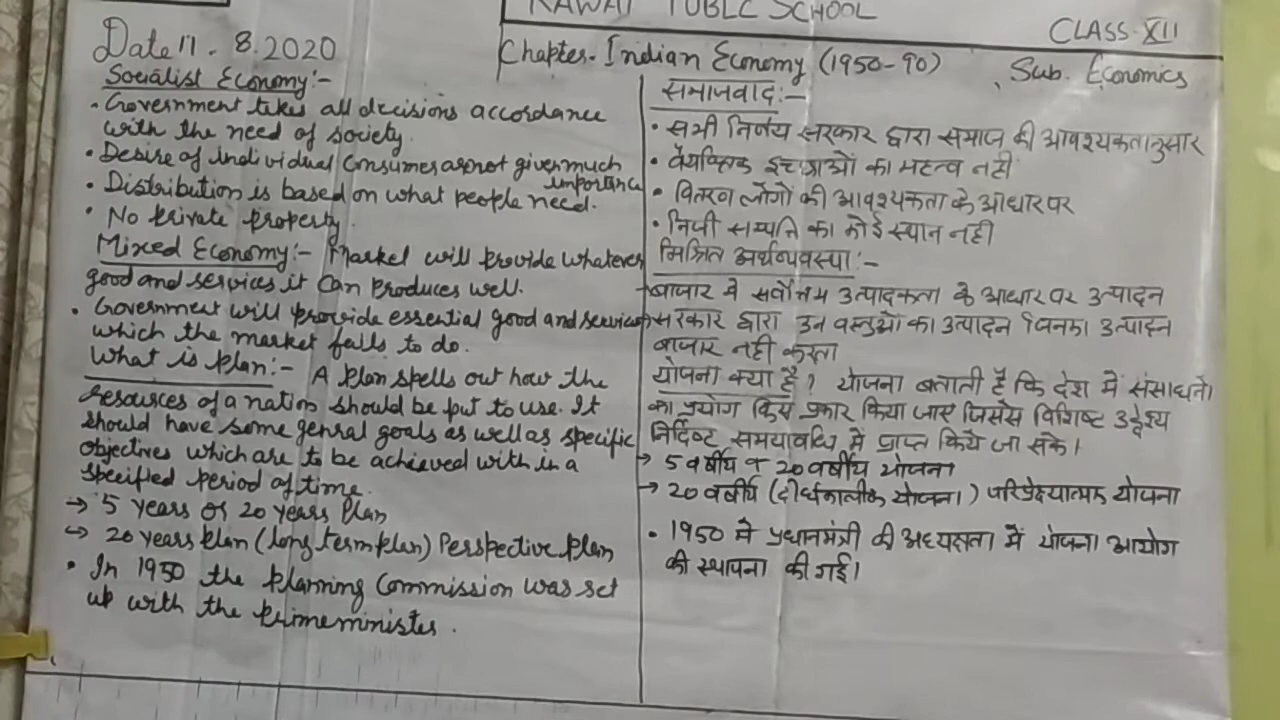 RAWAT PUBLC SCHOOL
CLASS-XII
Date 11.8.2020
Chapter-Indian Economy (1950-90)
Sub. Economics
Socialist Economy:-
• Government takes all decisions accordance
with the need of society.
• Desire of individual Consumes are not given much
importance
• Distribution is based on what people need.
• No private property.
Mixed Economy:- Market will provide whatever
good and services it Can produces well.
• Government will provide essential good and services
which the market fails to do.
What is plan:- A plan spells out how the
resources of a nation should be put to use. It
should have some genral goals as well as specific
objectives which are to be achieved with in a
specified period of time.
→ 5 years or 20 years plan
→ 20 years plan (long term plan) Perspective plan
• In 1950 the planning Commission was set
up with the primeminister.
समाजवाद:-
• सभी निर्णय सरकार द्वारा समाज की आवश्यकतानुसार
• वैयक्तिक इच्छाओं का महत्व नही
• वितरण लोगों की आवश्यकता के आधार पर
• निजी सम्पत्ति का कोई स्थान नही
मिश्रित अर्थव्यवस्था:-
→ बाजार मे सर्वोत्तम उत्पादकता के आधार पर उत्पादन
→ सरकार द्वारा उन वस्तुओ का उत्पादन जिनका उत्पादन
बाजार नही करता
योजना क्या है? योजना बताती है कि देश में संसाधनो
का प्रयोग किस प्रकार किया जाए जिससे विशिष्ट उद्देश्य
निर्दिष्ट समयावधि में प्राप्त किये जा सके।
→ 5 वर्षीय व 20 वर्षीय योजना
→ 20 वर्षीय (दीर्घकालीक योजना) परिप्रेक्ष्यात्मक योजना
• 1950 मे प्रधानमंत्री की अध्यक्षता में योजना आयोग
की स्थापना की गई।